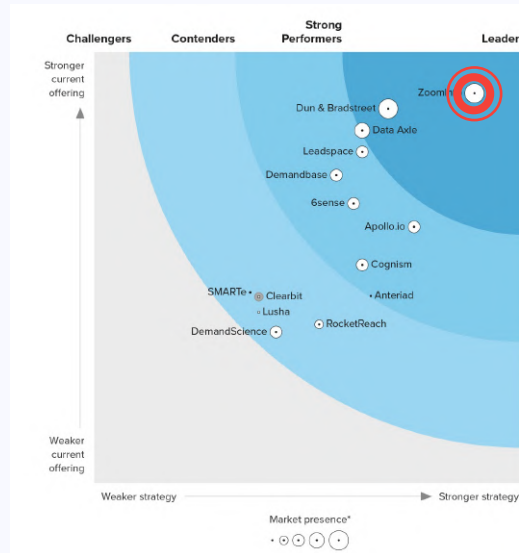 Challengers
Contenders
Strong
Performers
Leader
Stronger
current
offering
ZoomIn
Dun & Bradstreet
Data Axle
Leadspace
Demandbase
6sense
Apollo.io
Cognism
SMARTe
Clearbit
Anteriad
Lusha
DemandScience
RocketReach
Weaker
current
offering
Weaker strategy
Stronger strategy
Market presence*